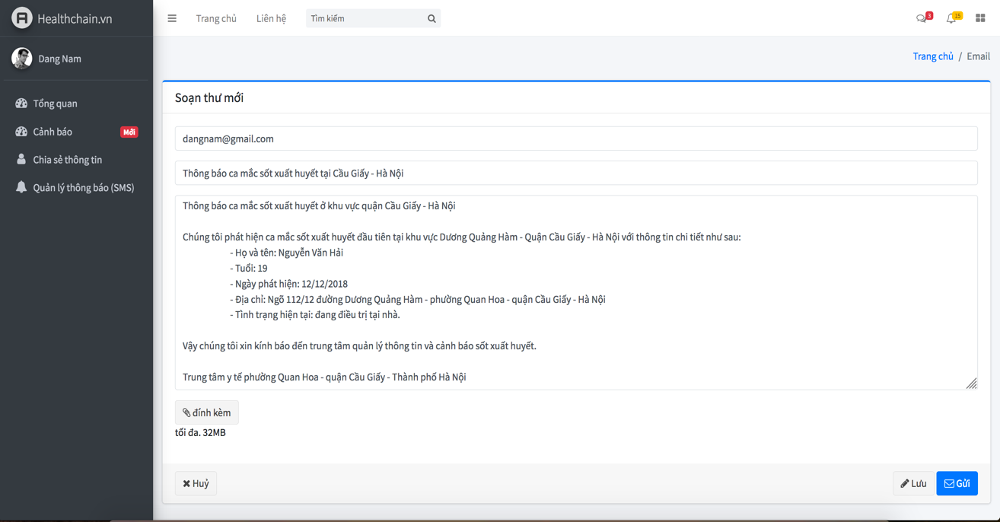 Healthchain.vn
Trang chủ
Liên hệ
Tìm kiếm
3
15
Dang Nam
Trang chủ / Email
Tổng quan
Cảnh báo
Mới
Chia sẻ thông tin
Quản lý thông báo (SMS)
Soạn thư mới
dangnam@gmail.com
Thông báo ca mắc sốt xuất huyết tại Cầu Giấy - Hà Nội
Thông báo ca mắc sốt xuất huyết ở khu vực quận Cầu Giấy - Hà Nội
Chúng tôi phát hiện ca mắc sốt xuất huyết đầu tiên tại khu vực Dương Quảng Hàm - Quận Cầu Giấy - Hà Nội với thông tin chi tiết như sau:
- Họ và tên: Nguyễn Văn Hải
- Tuổi: 19
- Ngày phát hiện: 12/12/2018
- Địa chỉ: Ngõ 112/12 đường Dương Quảng Hàm - phường Quan Hoa - quận Cầu Giấy - Hà Nội
- Tình trạng hiện tại: đang điều trị tại nhà.
Vậy chúng tôi xin kính báo đến trung tâm quản lý thông tin và cảnh báo sốt xuất huyết.
Trung tâm y tế phường Quan Hoa - quận Cầu Giấy - Thành phố Hà Nội
đính kèm
tối đa. 32MB
Huỷ
Lưu
Gửi